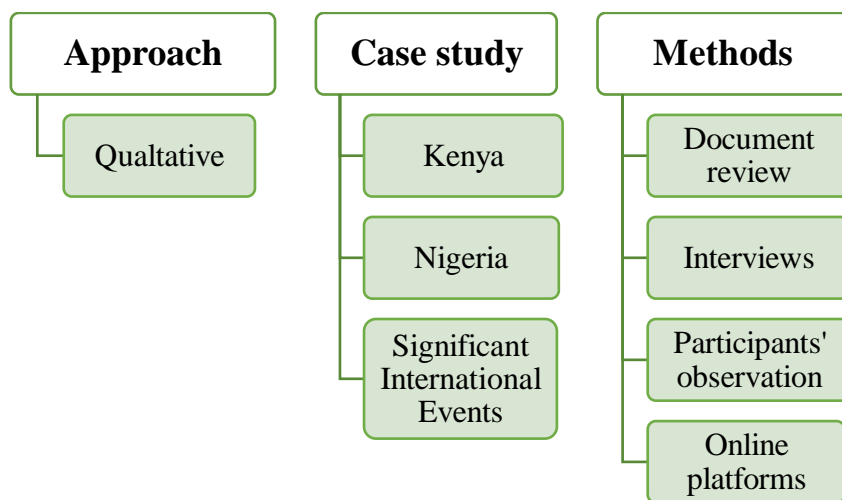 Approach
Qualtative
Case study
Kenya
Nigeria
Significant
International
Events
Methods
Document
review
Interviews
Participants'
observation
Online
platforms